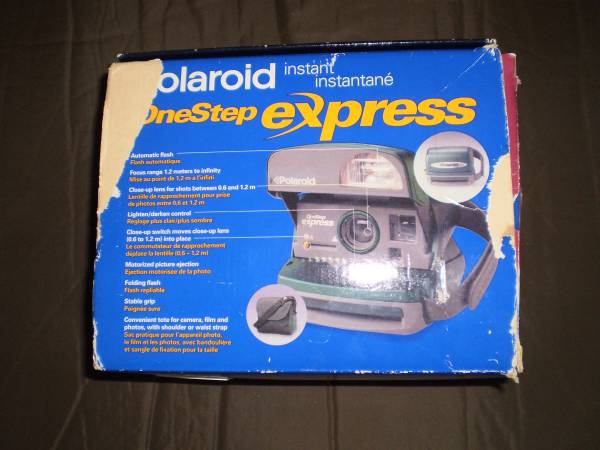 olaroid instant
instantané
OneStep express
Automatic flash
Flash automatique
Focus range 1.2 meters to infinity
Mise au point de 1,2 m à l'infini
Close-up lens for shots between 0.6 and 1.2 m
Lentille de rapprochement pour prise
de photos entre 0,6 et 1,2 m
Lighten/darken control
Réglage plus clair/plus sombre
Close-up switch moves close-up lens
(0.6 to 1.2 m) into place
Le commutateur de rapprochement
déplace la lentille (0,6 – 1,2 m)
Motorized picture ejection
Éjection motorisée de la photo
Folding flash
Flash repliable
Stable grip
Poignée sûre
Convenient tote for camera, film and
photos, with shoulder or waist strap
Sac pratique pour l'appareil photo,
le film et les photos, avec bandoulière
et sangle de fixation pour la taille
Polaroid
OneStep
express